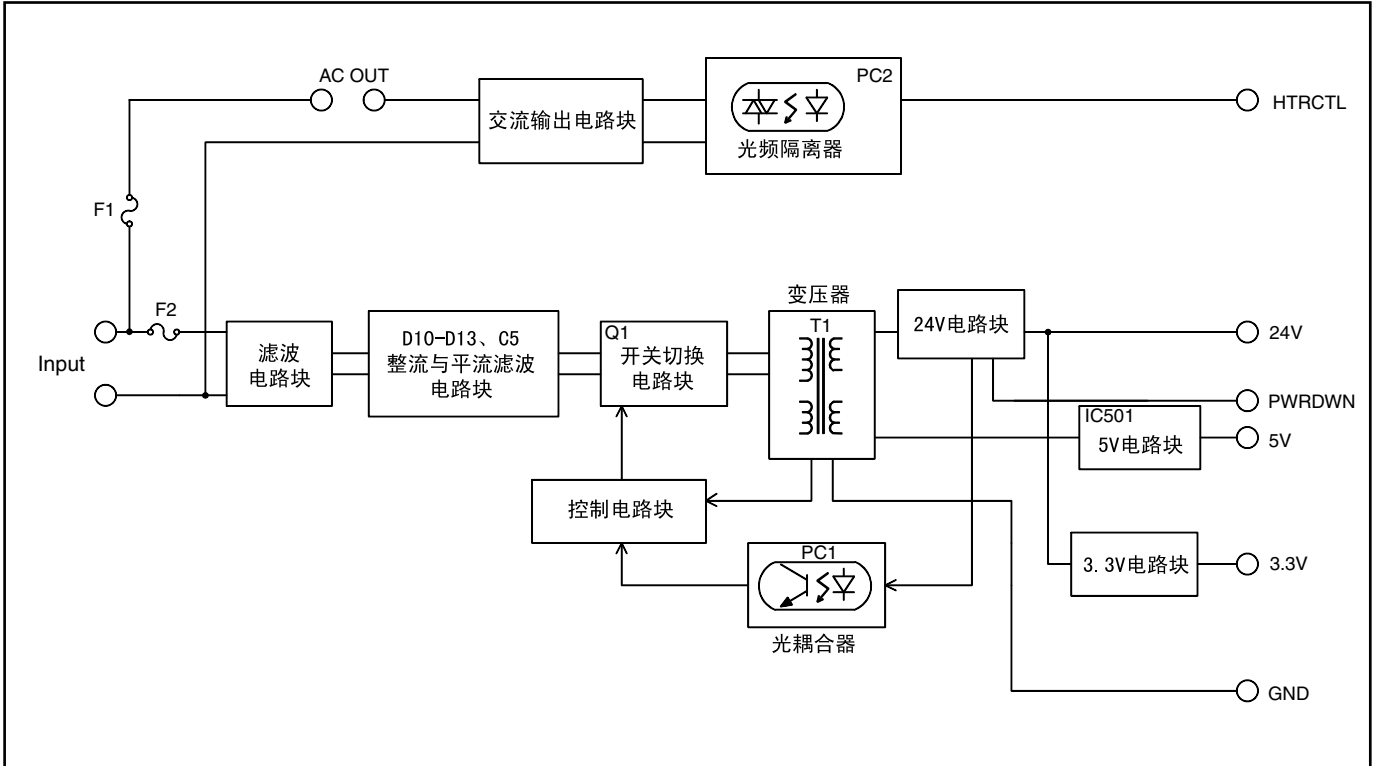 AC OUT
PC2
交流输出电路块
光频隔离器
HTRCTL
F1
F2
Input
滤波
电路块
D10-D13、C5
整流与平流滤波
电路块
Q1
开关切换
电路块
变压器
T1
24V电路块
24V
PWRDWN
IC501
5V电路块
5V
控制电路块
PC1
光耦合器
3.3V电路块
3.3V
GND